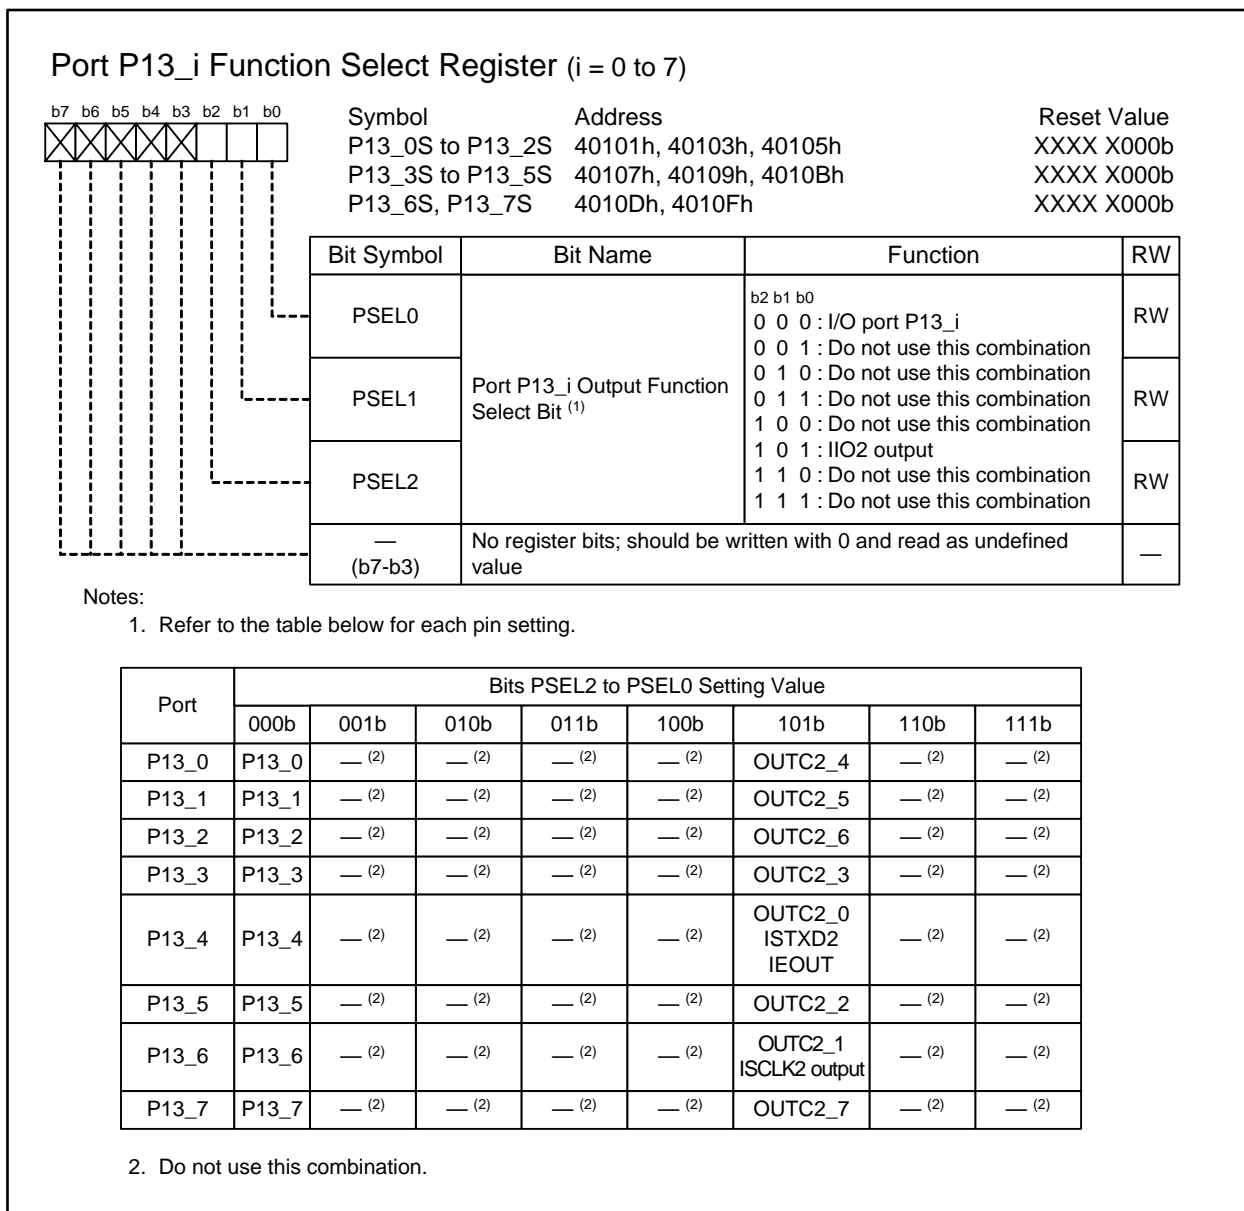 Port P13_i Function Select Register (i = 0 to 7)
b7 b6 b5 b4 b3 b2 b1 b0
Symbol Address Reset Value
P13_0S to P13_2S 40101h, 40103h, 40105h XXXX X000b
P13_3S to P13_5S 40107h, 40109h, 4010Bh XXXX X000b
P13_6S, P13_7S 4010Dh, 4010Fh XXXX X000b
Bit Symbol Bit Name Function RW
PSEL0
PSEL1
PSEL2
Port P13_i Output Function
Select Bit (1)
b2 b1 b0
0 0 0 : I/O port P13_i
0 0 1 : Do not use this combination
0 1 0 : Do not use this combination
0 1 1 : Do not use this combination
1 0 0 : Do not use this combination
1 0 1 : IIO2 output
1 1 0 : Do not use this combination
1 1 1 : Do not use this combination
RW
RW
RW
—
(b7-b3)
No register bits; should be written with 0 and read as undefined
value
—
Notes:
1. Refer to the table below for each pin setting.
Port
Bits PSEL2 to PSEL0 Setting Value
000b 001b 010b 011b 100b 101b 110b 111b
P13_0 P13_0 — (2) — (2) — (2) — (2) OUTC2_4 — (2) — (2)
P13_1 P13_1 — (2) — (2) — (2) — (2) OUTC2_5 — (2) — (2)
P13_2 P13_2 — (2) — (2) — (2) — (2) OUTC2_6 — (2) — (2)
P13_3 P13_3 — (2) — (2) — (2) — (2) OUTC2_3 — (2) — (2)
P13_4 P13_4 — (2) — (2) — (2) — (2) OUTC2_0
ISTXD2
IEOUT — (2) — (2)
P13_5 P13_5 — (2) — (2) — (2) — (2) OUTC2_2 — (2) — (2)
P13_6 P13_6 — (2) — (2) — (2) — (2) OUTC2_1
ISCLK2 output — (2) — (2)
P13_7 P13_7 — (2) — (2) — (2) — (2) OUTC2_7 — (2) — (2)
2. Do not use this combination.